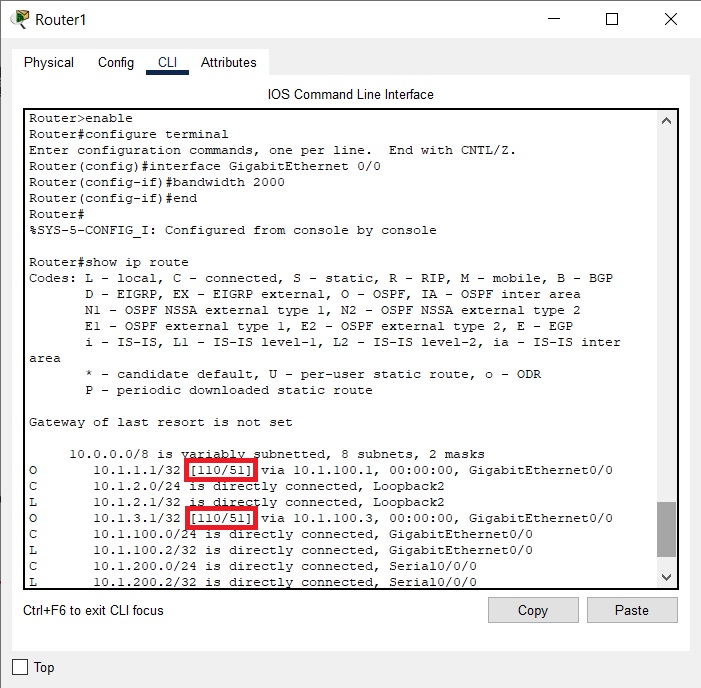 Router1
Physical Config CLI Attributes
IOS Command Line Interface
Router>enable
Router#configure terminal
Enter configuration commands, one per line. End with CNTL/Z.
Router(config)#interface GigabitEthernet 0/0
Router(config-if)#bandwidth 2000
Router(config-if)#end
Router#
%SYS-5-CONFIG_I: Configured from console by console
Router#show ip route
Codes: L - local, C - connected, S - static, R - RIP, M - mobile, B - BGP
D - EIGRP, EX - EIGRP external, O - OSPF, IA - OSPF inter area
N1 - OSPF NSSA external type 1, N2 - OSPF NSSA external type 2
E1 - OSPF external type 1, E2 - OSPF external type 2, E - EGP
i - IS-IS, L1 - IS-IS level-1, L2 - IS-IS level-2, ia - IS-IS inter
area
* - candidate default, U - per-user static route, o - ODR
P - periodic downloaded static route
Gateway of last resort is not set
10.0.0.0/8 is variably subnetted, 8 subnets, 2 masks
O 10.1.1.1/32 [110/51] via 10.1.100.1, 00:00:00, GigabitEthernet0/0
C 10.1.2.0/24 is directly connected, Loopback2
L 10.1.2.1/32 is directly connected, Loopback2
O 10.1.3.1/32 [110/51] via 10.1.100.3, 00:00:00, GigabitEthernet0/0
C 10.1.100.0/24 is directly connected, GigabitEthernet0/0
L 10.1.100.2/32 is directly connected, GigabitEthernet0/0
C 10.1.200.0/24 is directly connected, Serial0/0/0
L 10.1.200.2/32 is directly connected, Serial0/0/0
Ctrl+F6 to exit CLI focus
Copy Paste
Top